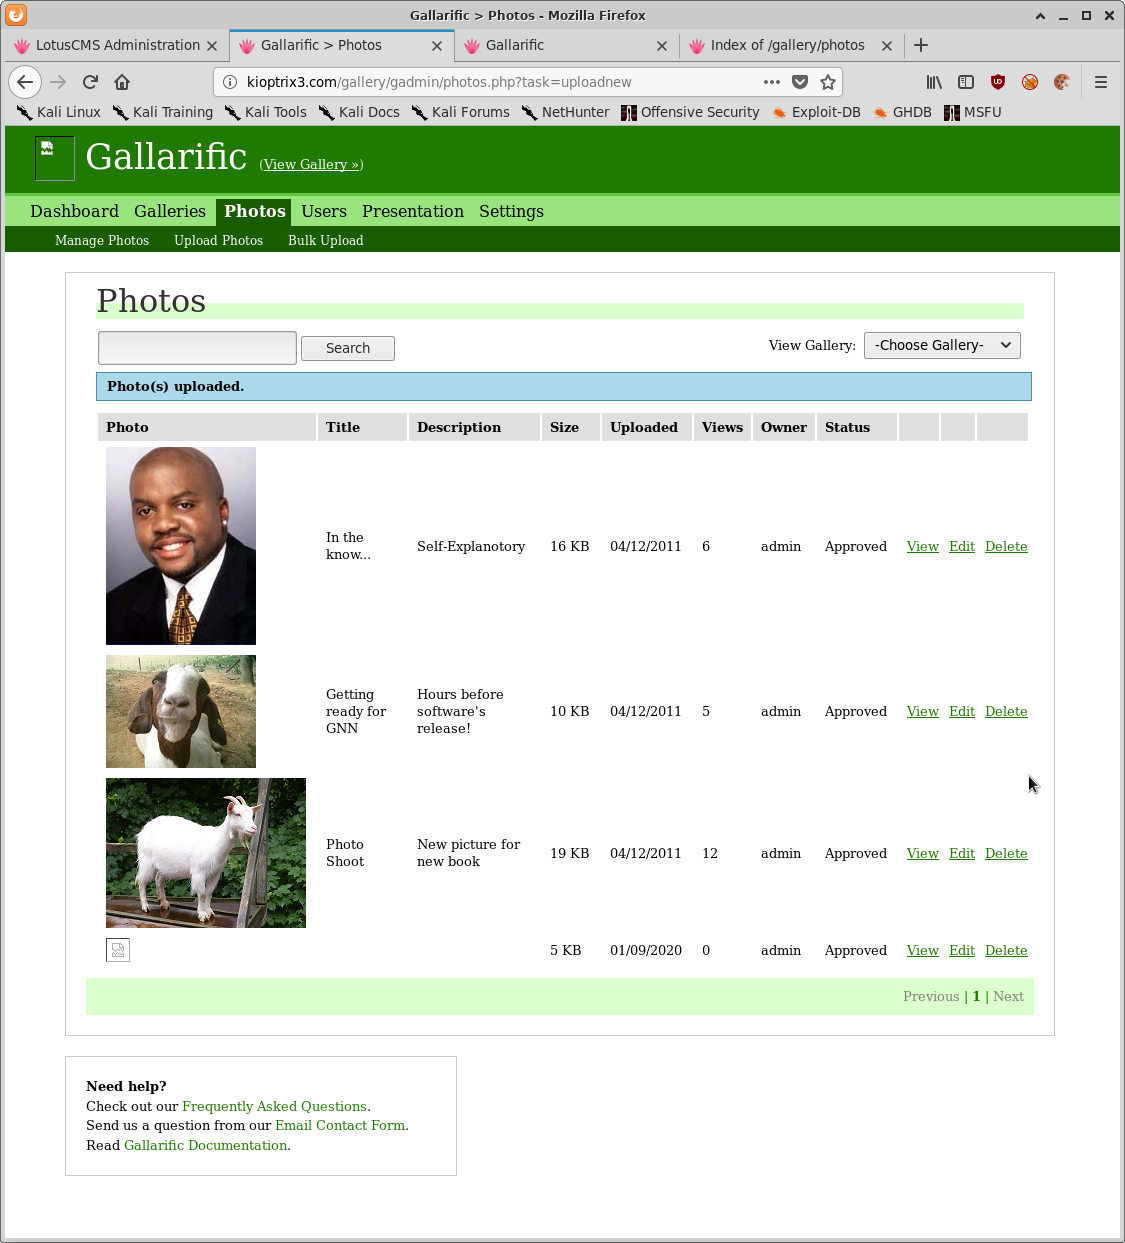 Gallarific > Photos - Mozilla Firefox
LotusCMS Administration
Gallarific > Photos
Gallarific
Index of /gallery/photos
kioptrix3.com/gallery/gadmin/photos.php?task=uploadnew
Kali Linux Kali Training Kali Tools Kali Docs Kali Forums NetHunter Offensive Security Exploit-DB GHDB MSFU
Gallarific (View Gallery »)
Dashboard Galleries Photos Users Presentation Settings
Manage Photos Upload Photos Bulk Upload
Photos
Search
View Gallery: -Choose Gallery-
Photo(s) uploaded.
Photo Title Description Size Uploaded Views Owner Status
In the
know...
Self-Explanotory 16 KB 04/12/2011 6 admin Approved View Edit Delete
Getting
ready for
GNN
Hours before
software's
release!
10 KB 04/12/2011 5 admin Approved View Edit Delete
Photo
Shoot
New picture for
new book
19 KB 04/12/2011 12 admin Approved View Edit Delete
5 KB 01/09/2020 0 admin Approved View Edit Delete
Previous | 1 | Next
Need help?
Check out our Frequently Asked Questions.
Send us a question from our Email Contact Form.
Read Gallarific Documentation.